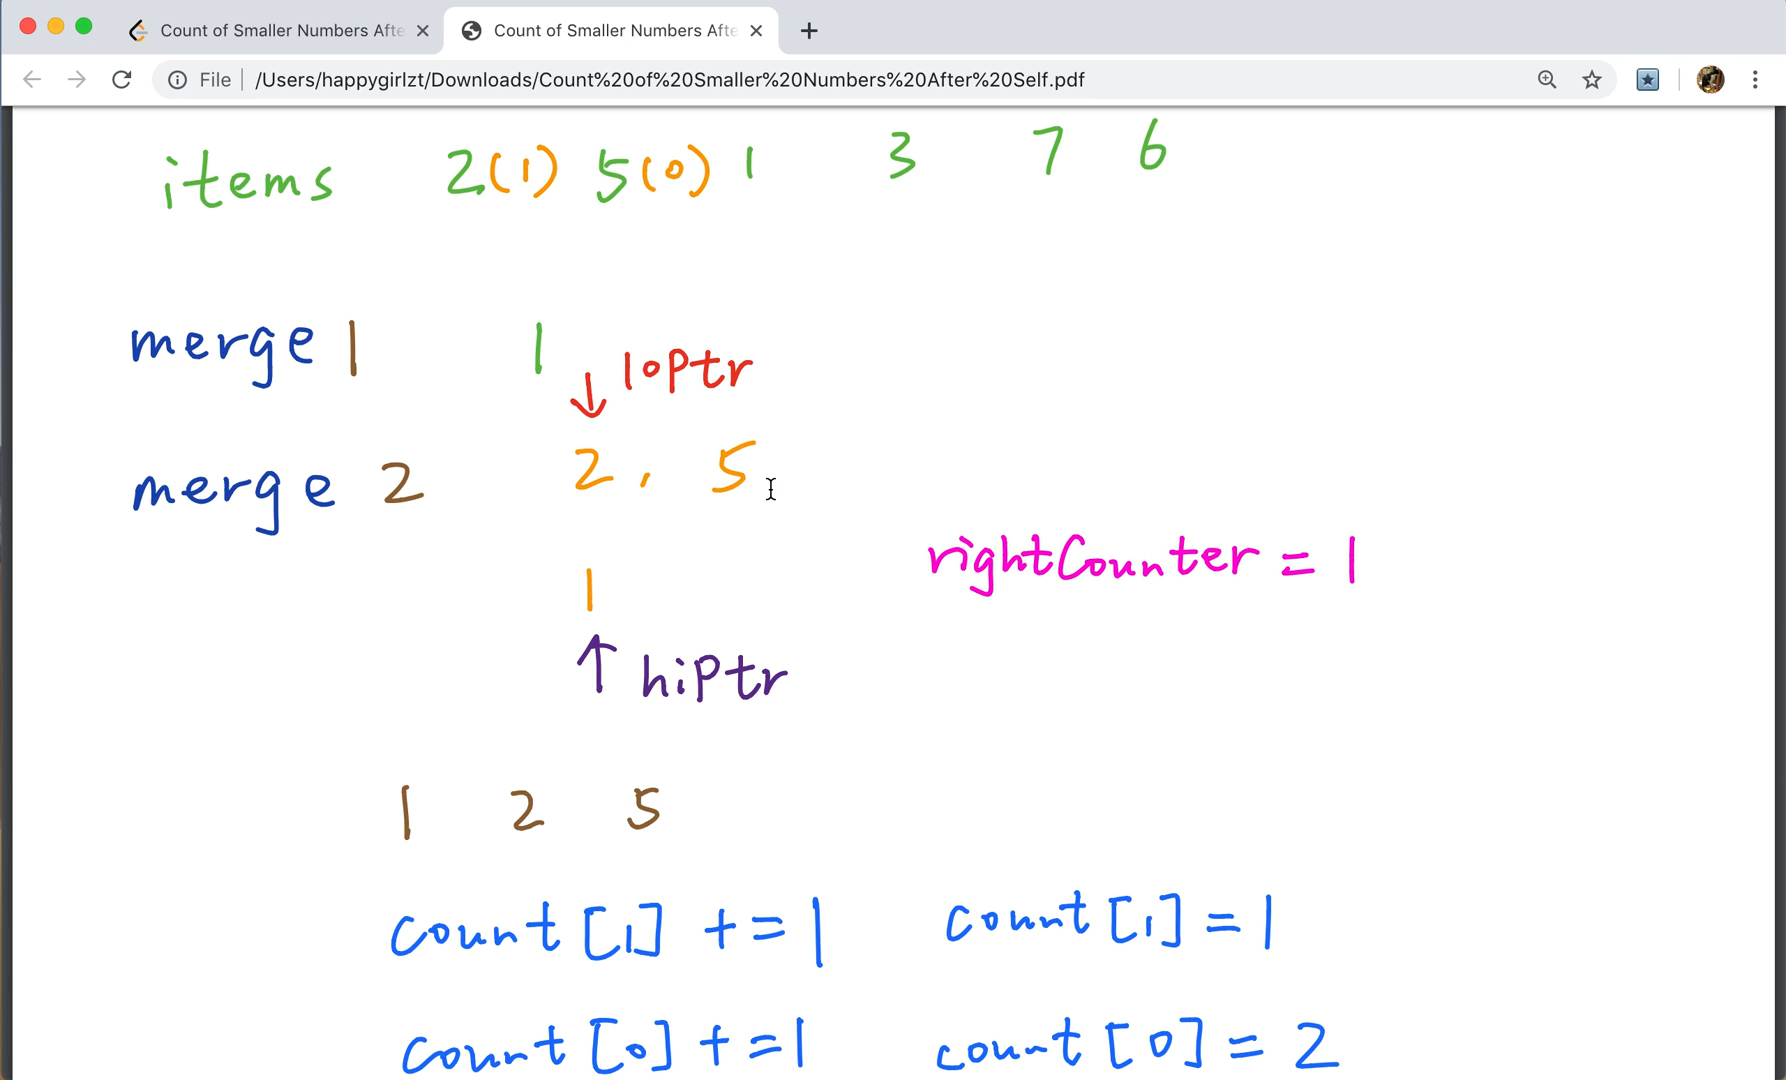 Count of Smaller Numbers Afte
Count of Smaller Numbers Afte
File /Users/happygirlzt/Downloads/Count%20of%20Smaller%20Numbers%20After%20Self.pdf
items 2(1) 5(0) 1 3 7 6
merge 1 1
loPtr
merge 2 2, 5
rightCounter = 1
1
hiPtr
1 2 5
count [1] += 1 count [1] = 1
count [0] += 1 count [0] = 2